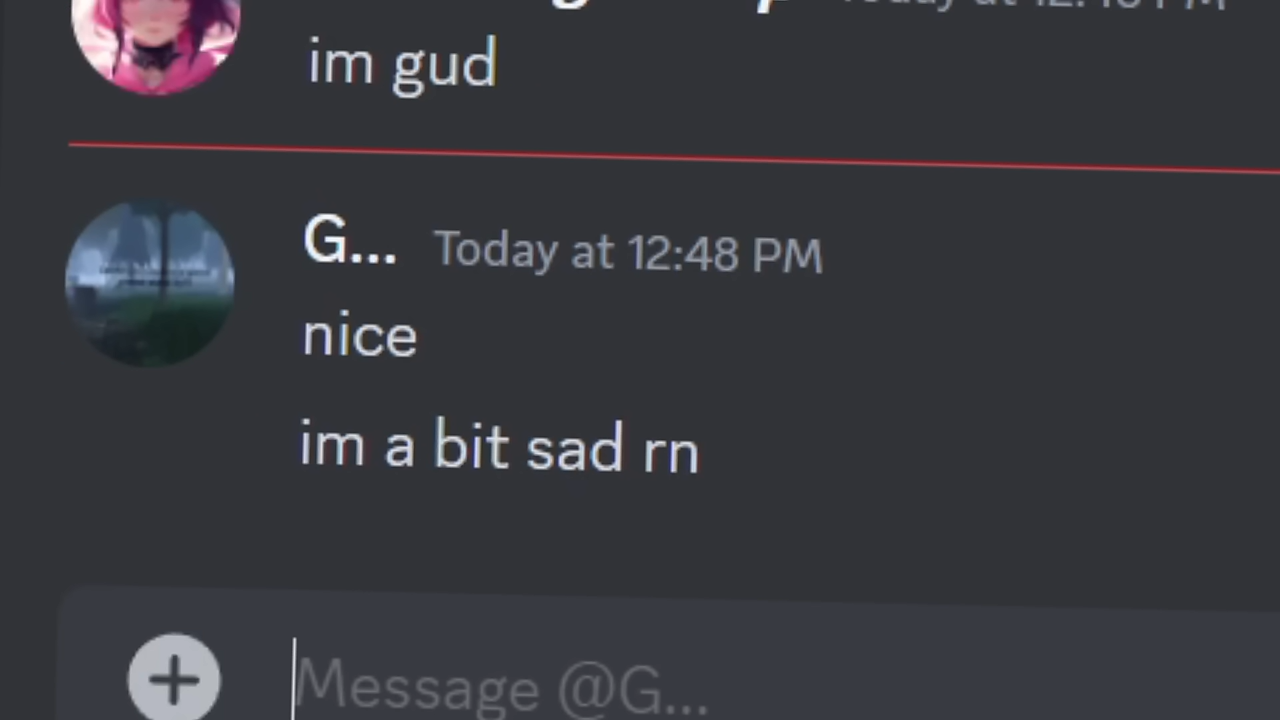 im gud
G... Today at 12:48 PM
nice
im a bit sad rn
Message @G...